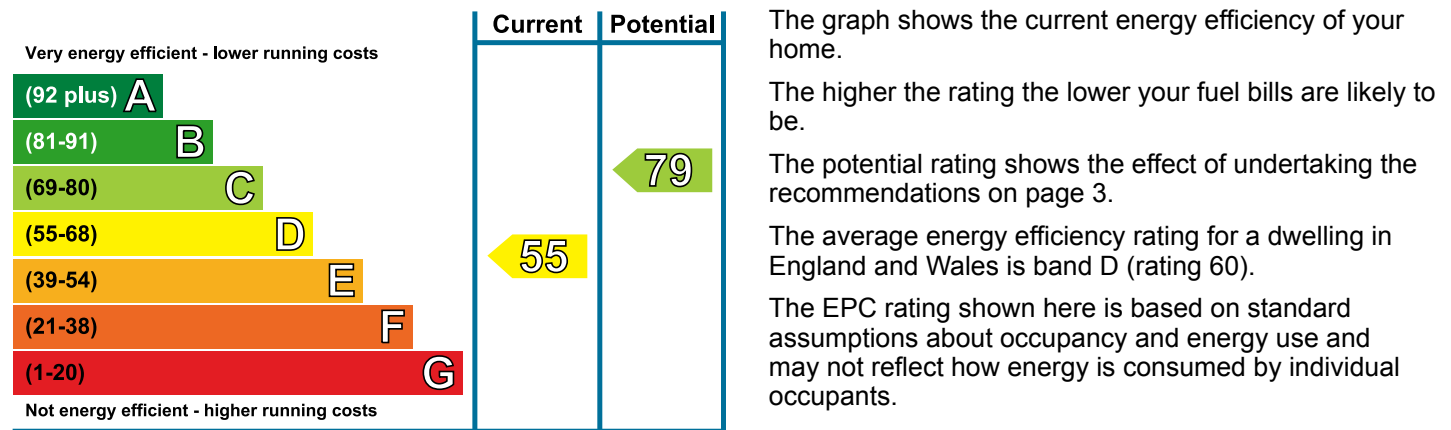 Current Potential
Very energy efficient - lower running costs
(92 plus) A
(81-91) B
(69-80) C
79
(55-68) D
55
(39-54) E
(21-38) F
(1-20) G
Not energy efficient - higher running costs
The graph shows the current energy efficiency of your
home.
The higher the rating the lower your fuel bills are likely to
be.
The potential rating shows the effect of undertaking the
recommendations on page 3.
The average energy efficiency rating for a dwelling in
England and Wales is band D (rating 60).
The EPC rating shown here is based on standard
assumptions about occupancy and energy use and
may not reflect how energy is consumed by individual
occupants.